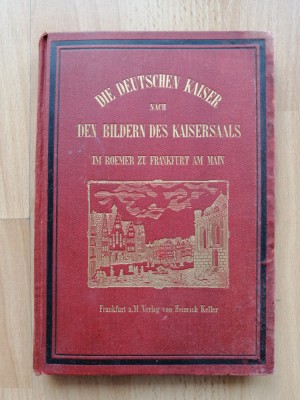 DIE DEUTSCHEN KAISER
NACH
DEN BILDERN DES KAISERSAALS
IM ROEMER ZU FRANKFURT AM MAIN
Frankfurt a.M. Verlag von Heinrich Keller